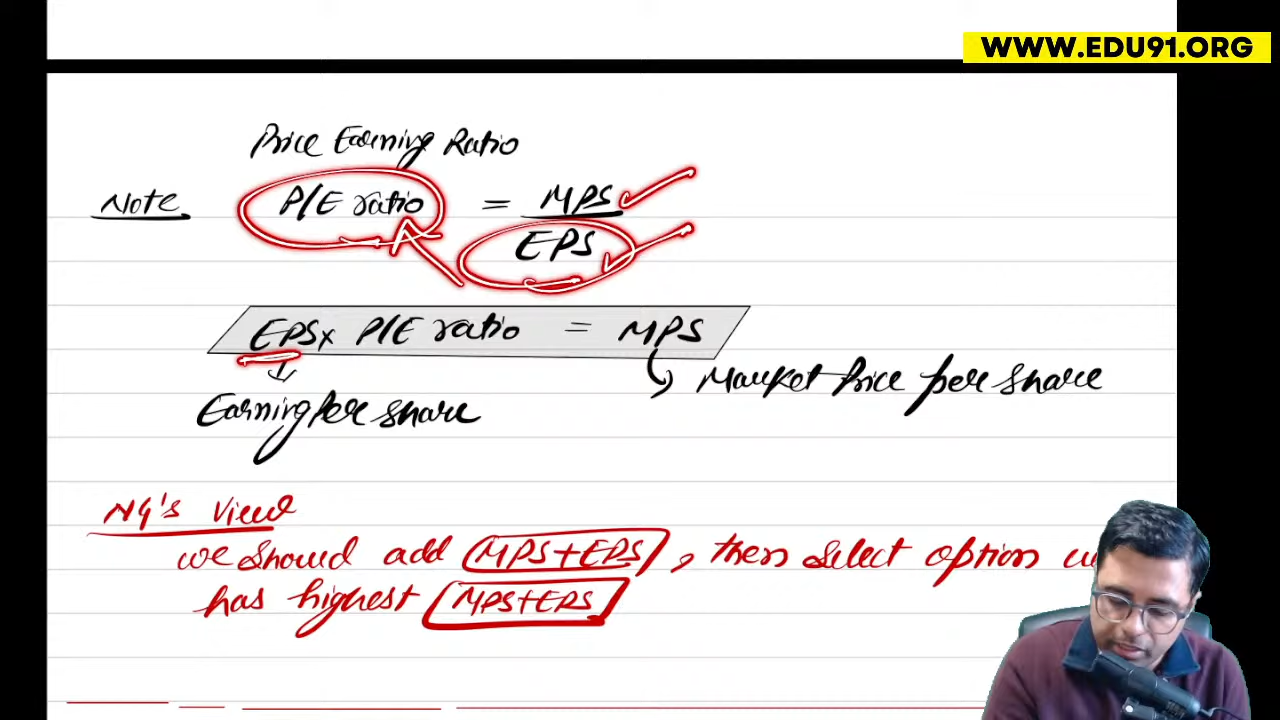 WWW.EDU91.ORG
Price Earning Ratio
Note P/E ratio = MPS
EPS
EPS x P/E ratio = MPS
Market Price per share
Earning Per share
NG's View
we should add MPS+EPS, then select option
has highest MPS+EPS